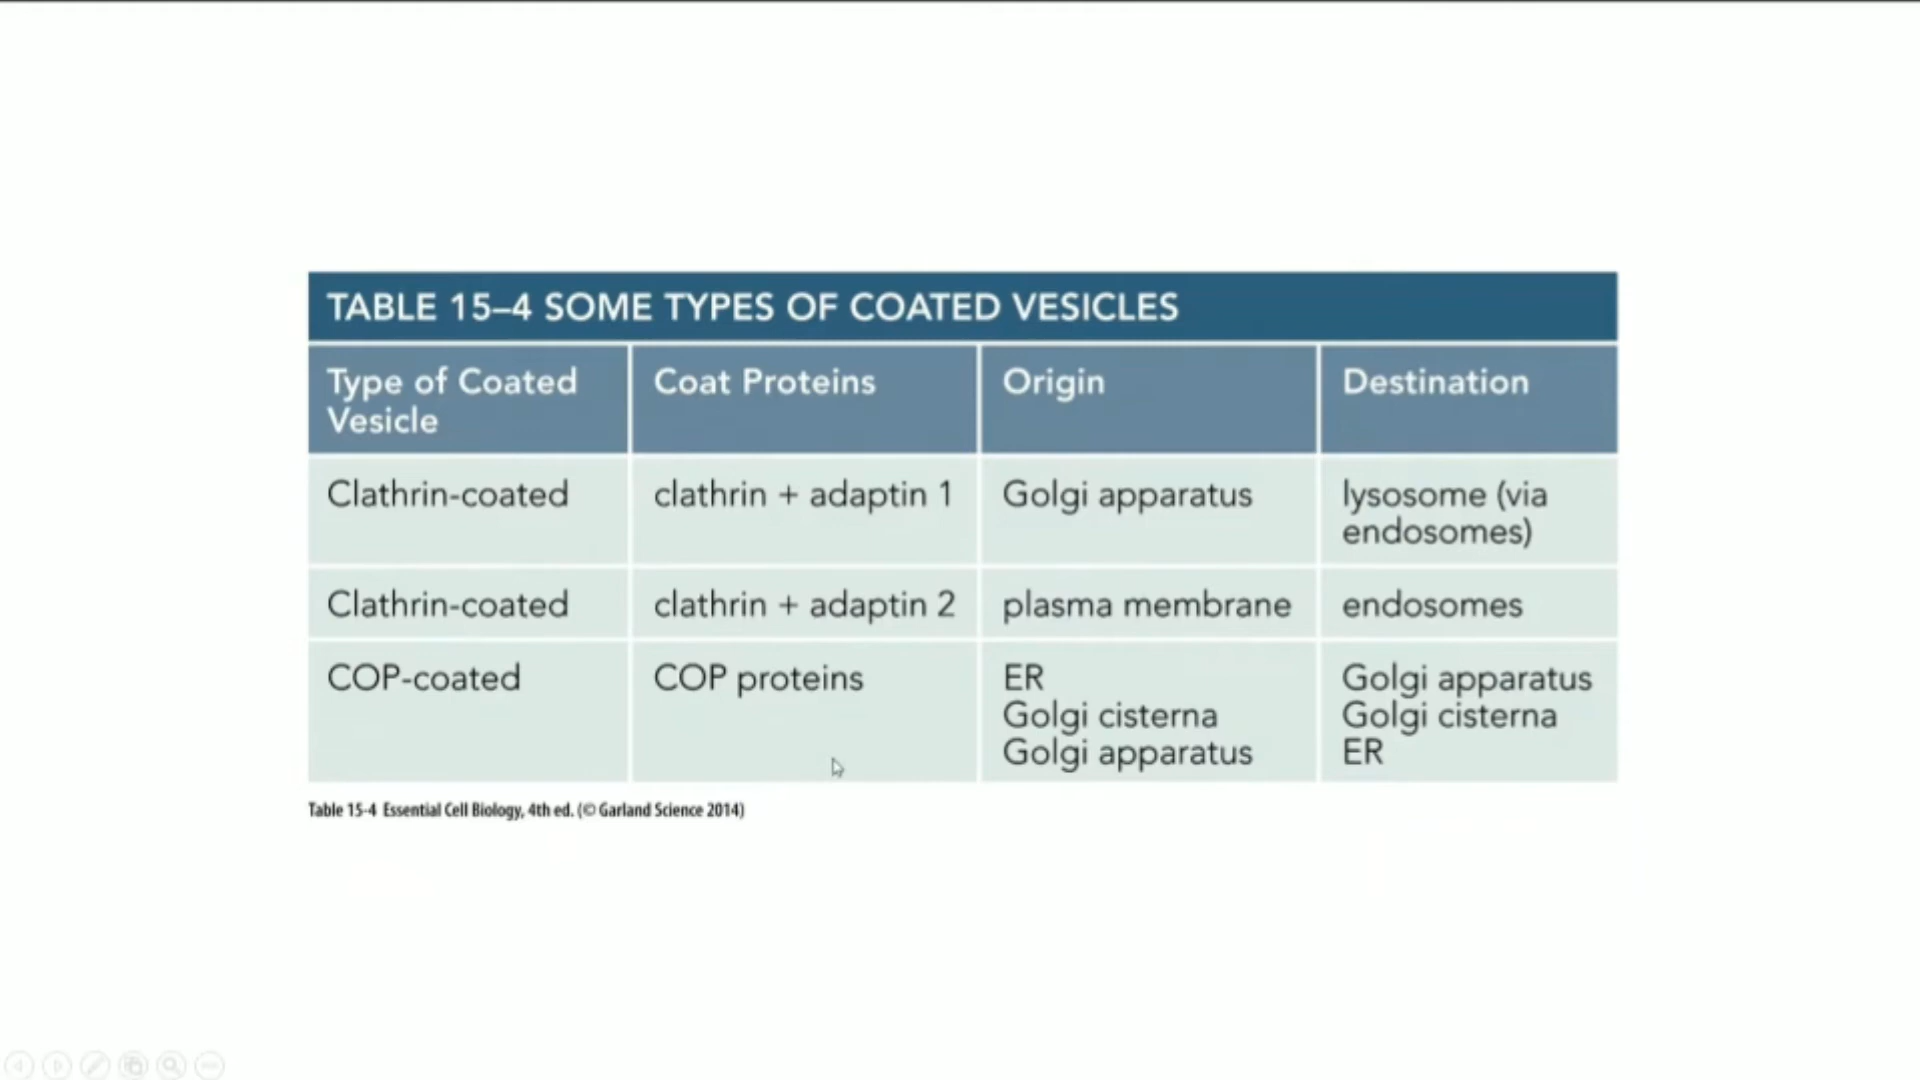 TABLE 15–4 SOME TYPES OF COATED VESICLES
Type of Coated Vesicle
Coat Proteins
Origin
Destination
Clathrin-coated
clathrin + adaptin 1
Golgi apparatus
lysosome (via endosomes)
Clathrin-coated
clathrin + adaptin 2
plasma membrane
endosomes
COP-coated
COP proteins
ER
Golgi cisterna
Golgi apparatus
Golgi apparatus
Golgi cisterna
ER
Table 15-4 Essential Cell Biology, 4th ed. (© Garland Science 2014)